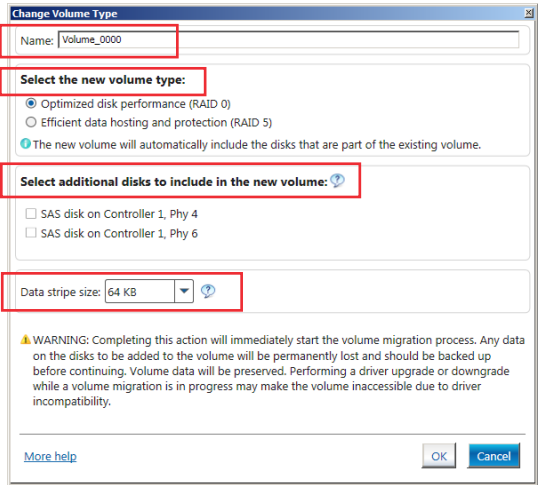 Change Volume Type
Name: Volume_0000
Select the new volume type:
Optimized disk performance (RAID 0)
Efficient data hosting and protection (RAID 5)
The new volume will automatically include the disks that are part of the existing volume.
Select additional disks to include in the new volume:
SAS disk on Controller 1, Phy 4
SAS disk on Controller 1, Phy 6
Data stripe size: 64 KB
WARNING: Completing this action will immediately start the volume migration process. Any data
on the disks to be added to the volume will be permanently lost and should be backed up
before continuing. Volume data will be preserved. Performing a driver upgrade or downgrade
while a volume migration is in progress may make the volume inaccessible due to driver
incompatibility.
More help
OK
Cancel